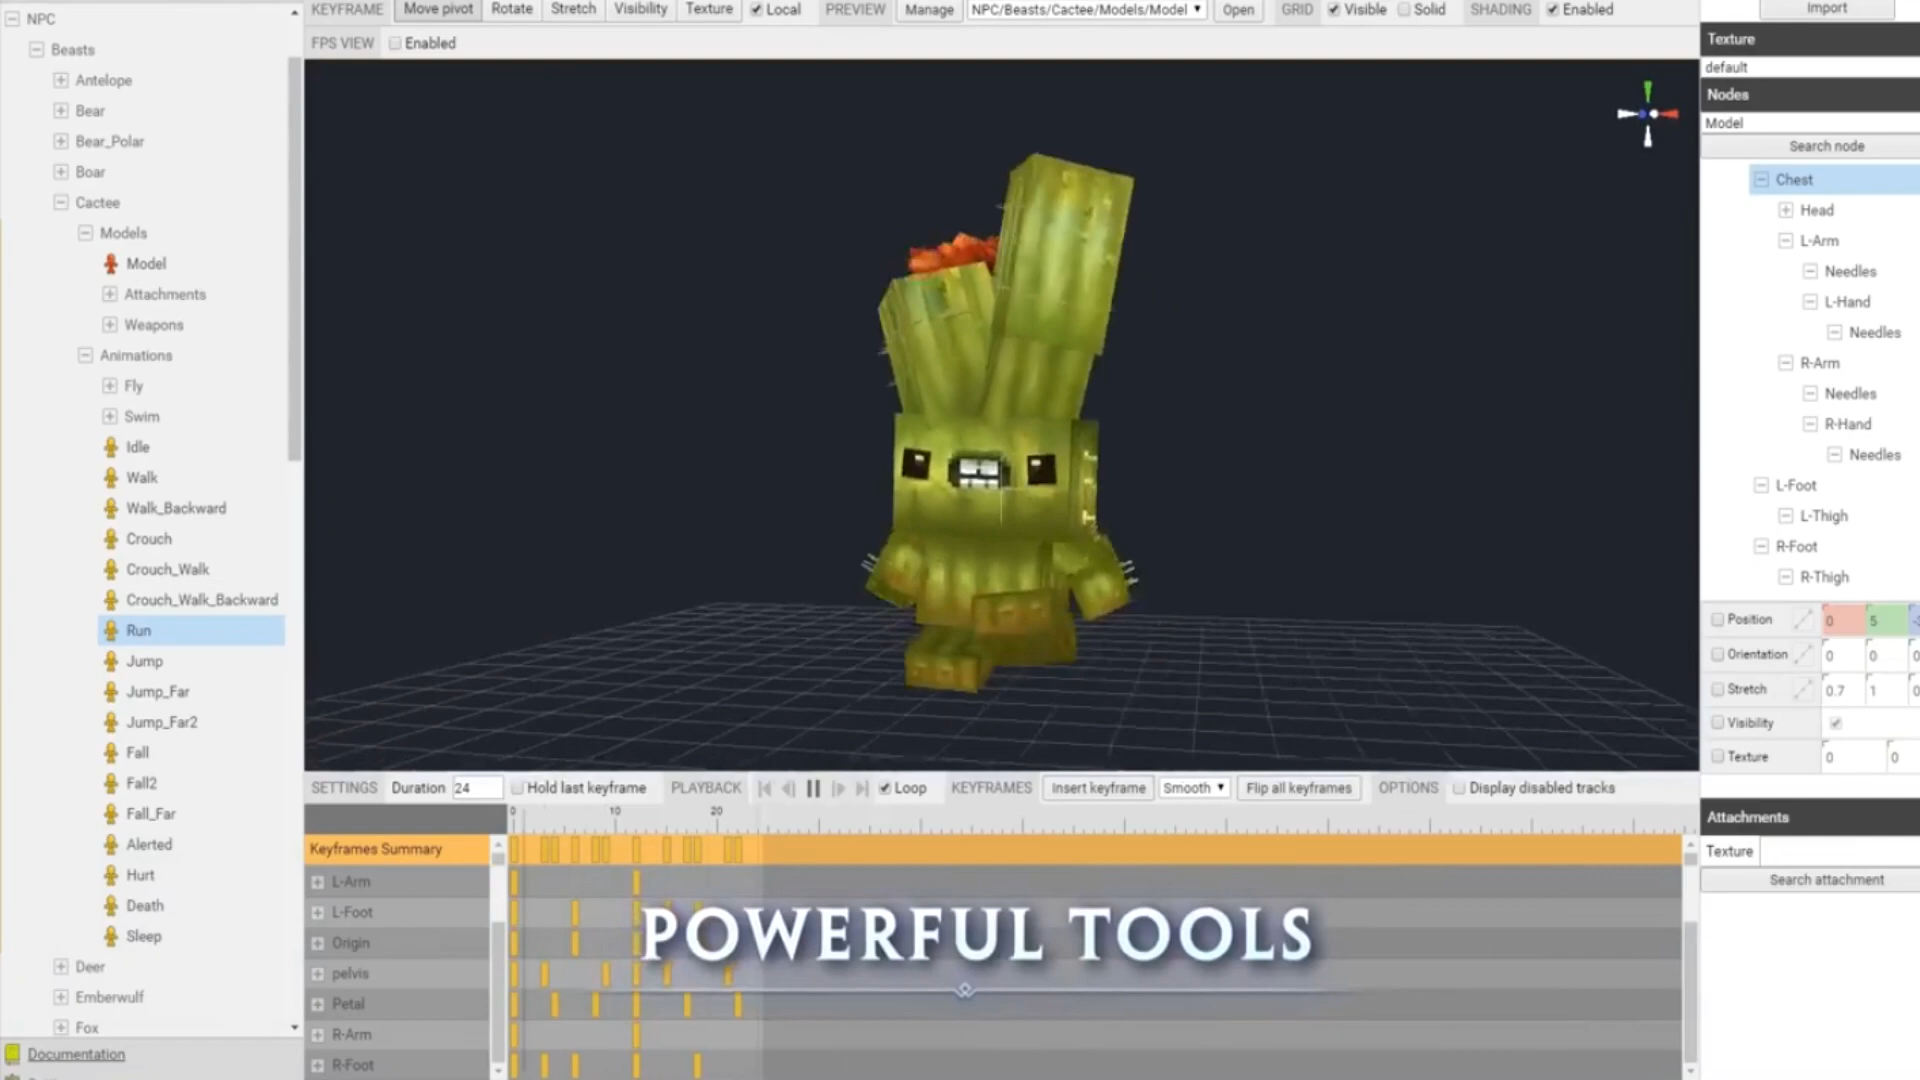 NPC
Beasts
Antelope
Bear
Bear_Polar
Boar
Cactee
Models
Model
Attachments
Weapons
Animations
Fly
Swim
Idle
Walk
Walk_Backward
Crouch
Crouch_Walk
Crouch_Walk_Backward
Run
Jump
Jump_Far
Jump_Far2
Fall
Fall2
Fall_Far
Alerted
Hurt
Death
Sleep
Deer
Emberwulf
Fox
Documentation
KEYFRAME Move pivot Rotate Stretch Visibility Texture Local PREVIEW Manage NPC/Beasts/Cactee/Models/Model Open GRID Visible Solid SHADING Enabled
FPS VIEW Enabled
SETTINGS Duration 24 Hold last keyframe PLAYBACK Loop KEYFRAMES Insert keyframe Smooth Flip all keyframes OPTIONS Display disabled tracks
0 10 20
Keyframes Summary
L-Arm
L-Foot
Origin
pelvis
Petal
R-Arm
R-Foot
POWERFUL TOOLS
Import
Texture
default
Nodes
Model
Search node
Chest
Head
L-Arm
Needles
L-Hand
Needles
R-Arm
Needles
R-Hand
Needles
L-Foot
L-Thigh
R-Foot
R-Thigh
Position 0 5
Orientation 0 0 0
Stretch 0.7 1
Visibility
Texture 0 0
Attachments
Texture
Search attachment